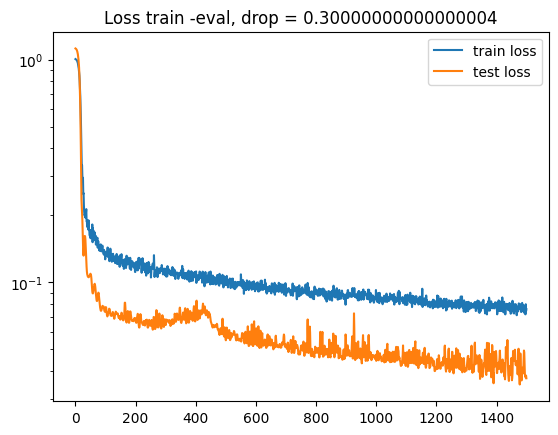 Loss train -eval, drop = 0.30000000000000004
train loss
test loss
10⁰
10⁻¹
0 200 400 600 800 1000 1200 1400